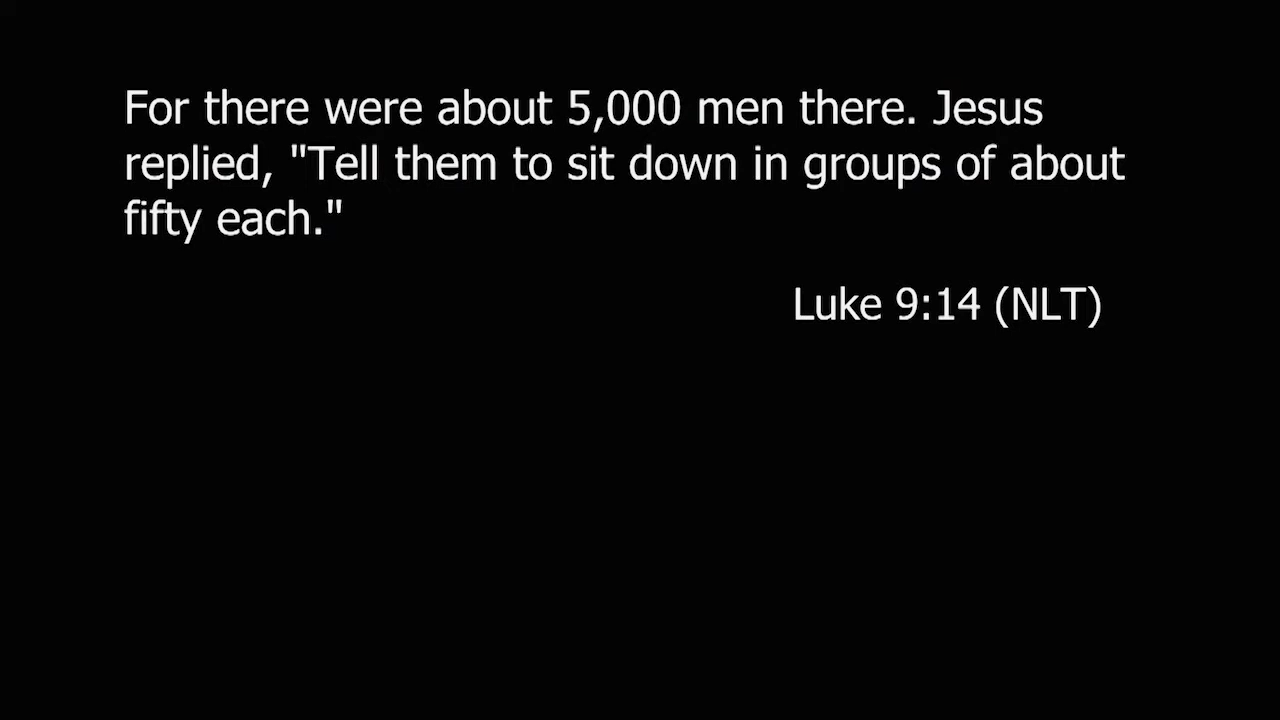 For there were about 5,000 men there. Jesus
replied, "Tell them to sit down in groups of about
fifty each."
Luke 9:14 (NLT)